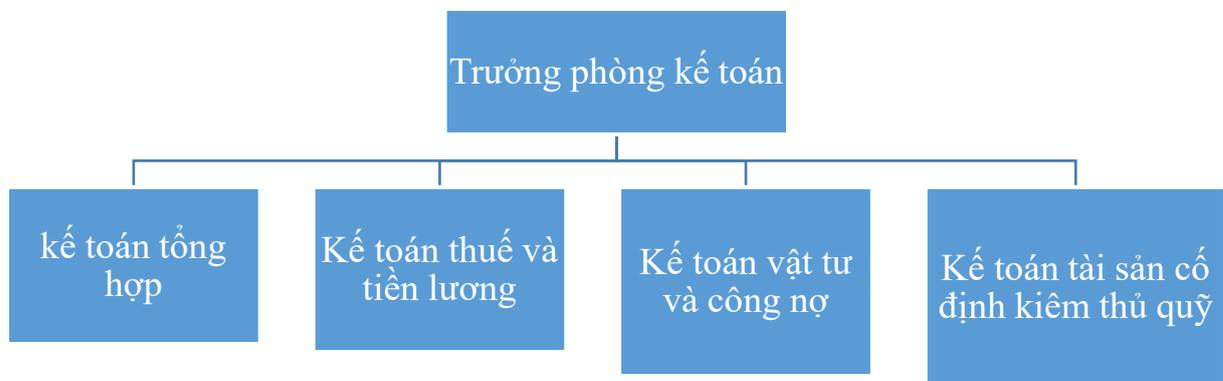 Trưởng phòng kế toán
kế toán tổng
hợp
Kế toán thuế và
tiền lương
Kế toán vật tư
và công nợ
Kế toán tài sản cố
định kiêm thủ quỹ